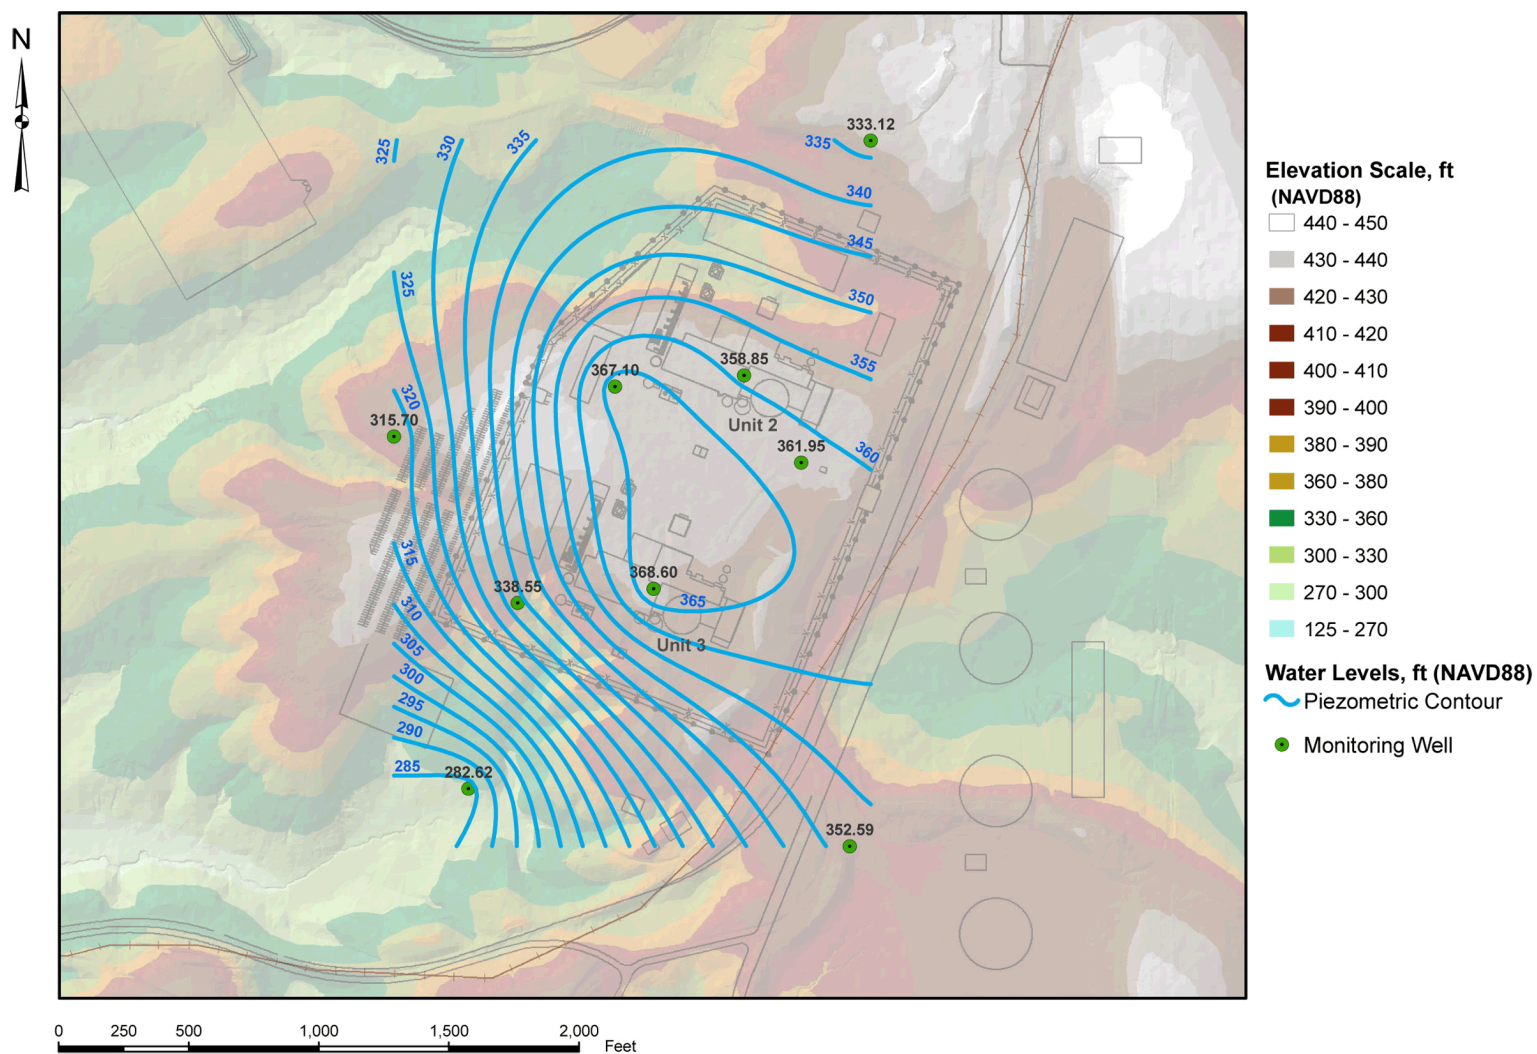 N
325
330
335
333.12
335
340
345
325
350
355
358.85
367.10
320
315.70
Unit 2
361.95
360
315
368.60
338.55
365
310
Unit 3
305
300
295
290
285
282.62
352.59
Elevation Scale, ft
(NAVD88)
440 - 450
430 - 440
420 - 430
410 - 420
400 - 410
390 - 400
380 - 390
360 - 380
330 - 360
300 - 330
270 - 300
125 - 270
Water Levels, ft (NAVD88)
Piezometric Contour
Monitoring Well
0 250 500 1,000 1,500 2,000
Feet